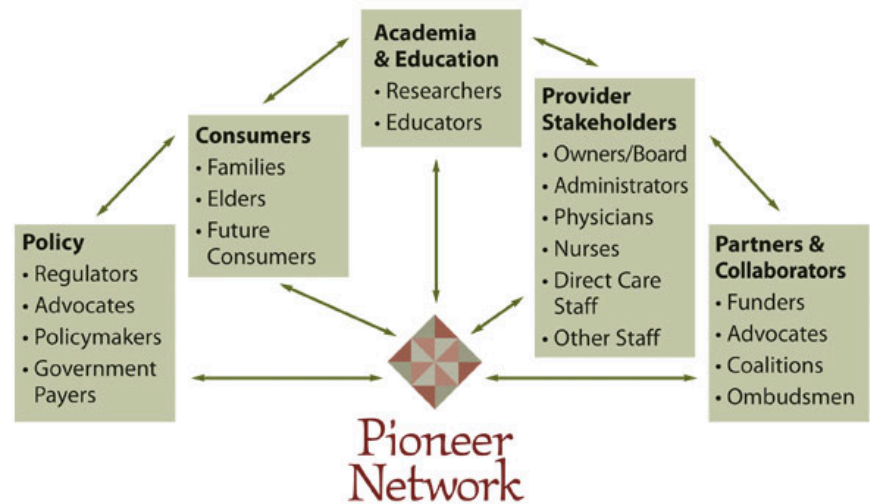 Academia
& Education
• Researchers
• Educators
Consumers
• Families
• Elders
• Future
Consumers
Provider
Stakeholders
• Owners/Board
• Administrators
• Physicians
• Nurses
• Direct Care
Staff
• Other Staff
Policy
• Regulators
• Advocates
• Policymakers
• Government
Payers
Partners &
Collaborators
• Funders
• Advocates
• Coalitions
• Ombudsmen
Pioneer
Network